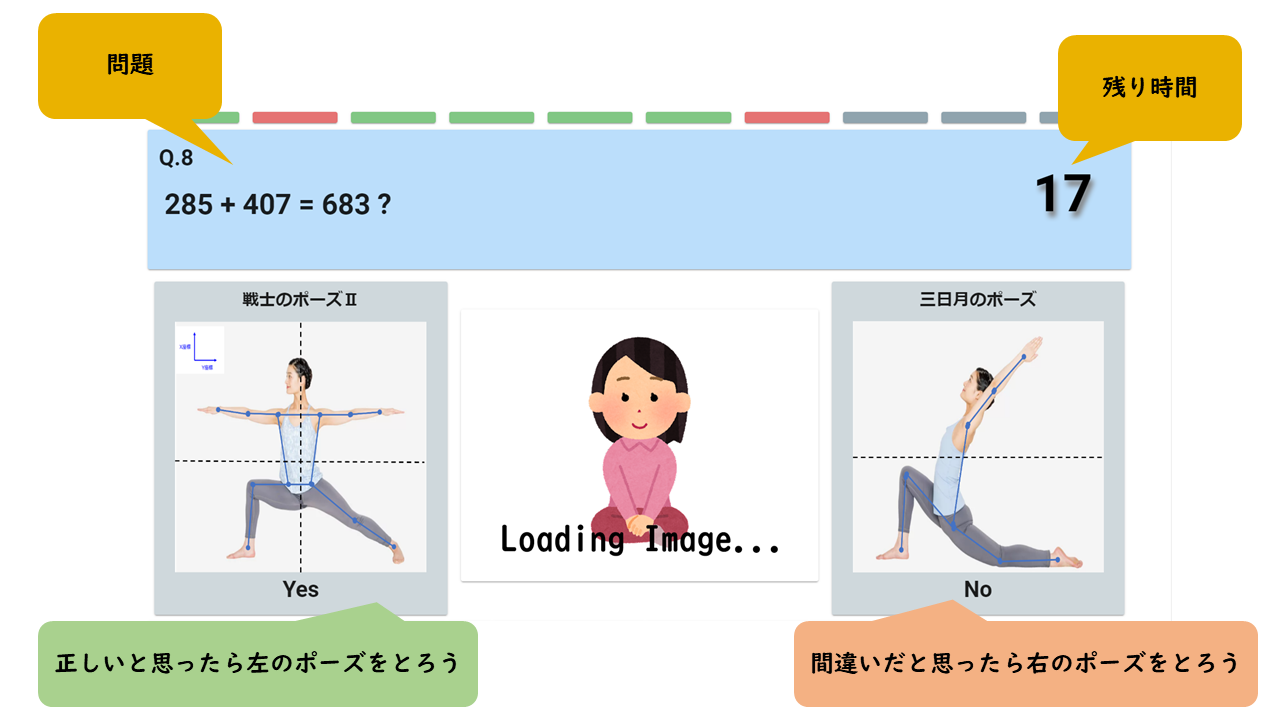 問題
残り時間
Q.8
285 + 407 = 683 ?
17
戦士のポーズⅡ
三日月のポーズ
X座標
Y座標
Loading Image...
Yes
No
正しいと思ったら左のポーズをとろう
間違いだと思ったら右のポーズをとろう